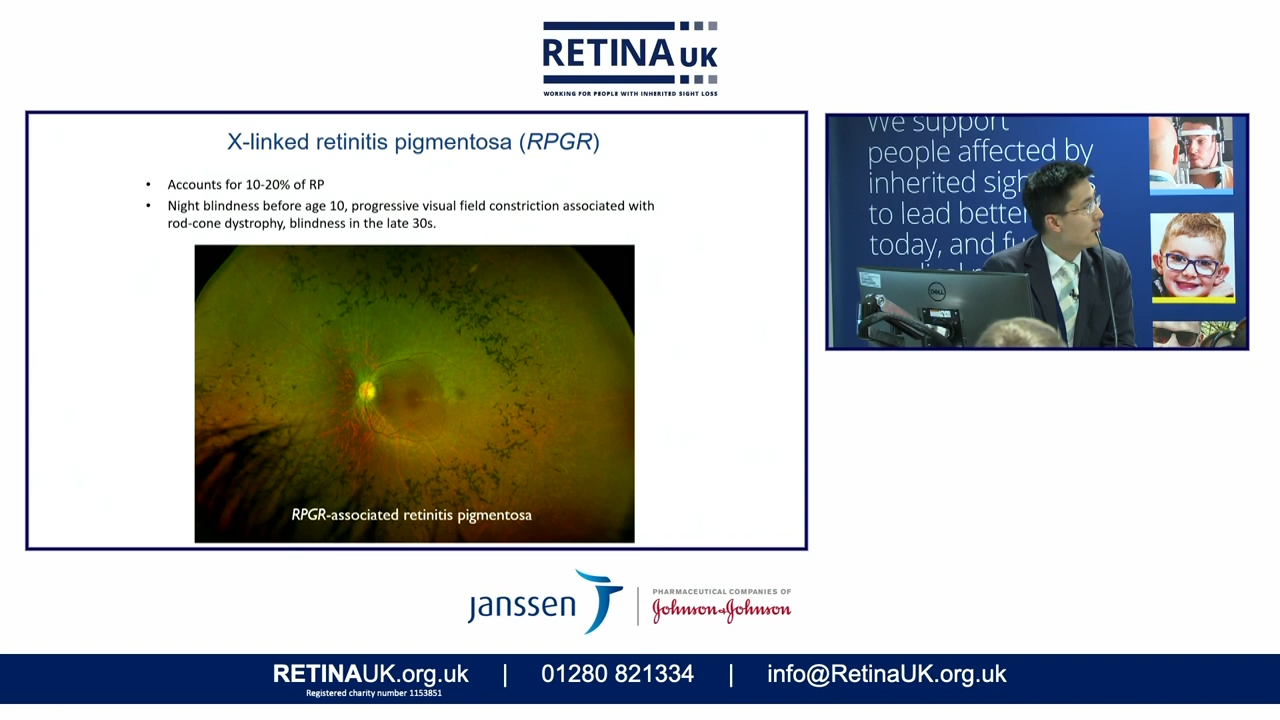 RETINA UK
WORKING FOR PEOPLE WITH INHERITED SIGHT LOSS
X-linked retinitis pigmentosa (RPGR)
• Accounts for 10-20% of RP
• Night blindness before age 10, progressive visual field constriction associated with
rod-cone dystrophy, blindness in the late 30s.
RPGR-associated retinitis pigmentosa
We support
people affected by
inherited sigh
to lead bette
today, and fu
DELL
janssen
PHARMACEUTICAL COMPANIES OF
Johnson & Johnson
RETINAUK.org.uk | 01280 821334 | info@RetinaUK.org.uk
Registered charity number 1153851